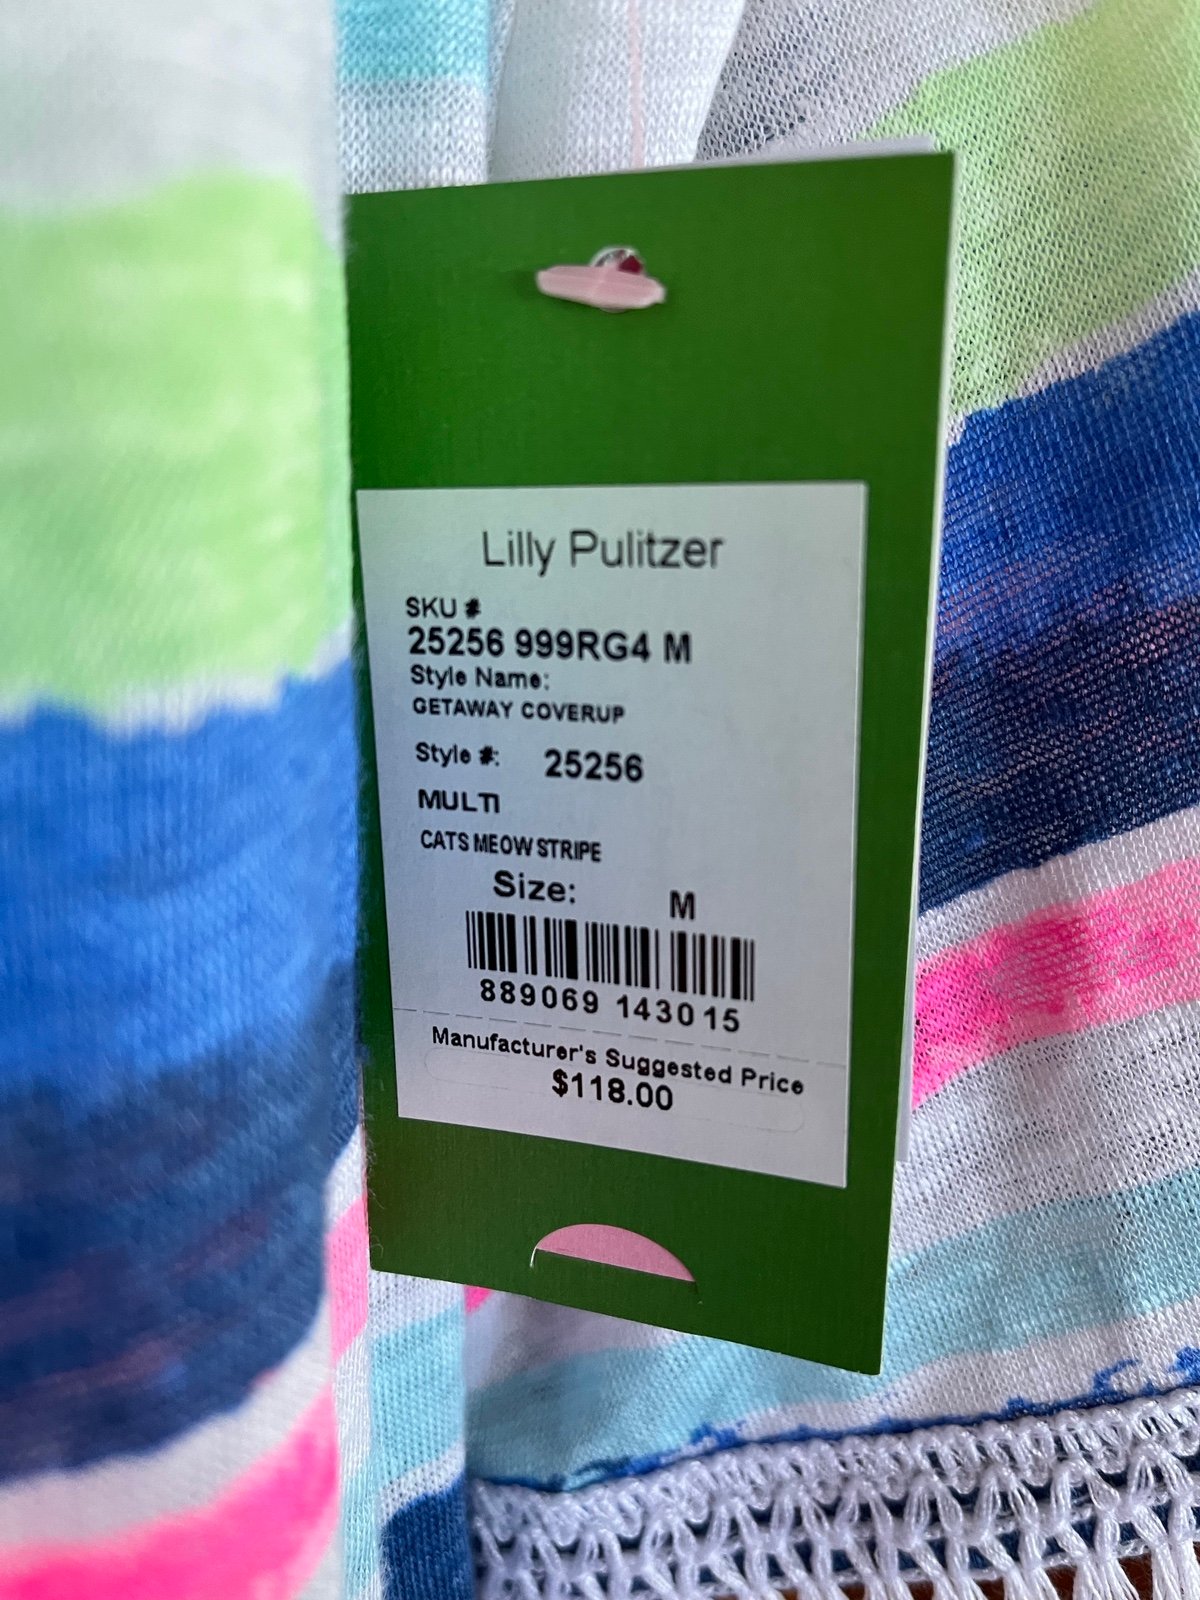 Lilly Pulitzer
SKU #
25256 999RG4 M
Style Name:
GETAWAY COVERUP
Style #: 25256
MULTI
CATS MEOW STRIPE
Size: M
889069 143015
Manufacturer's Suggested Price
$118.00